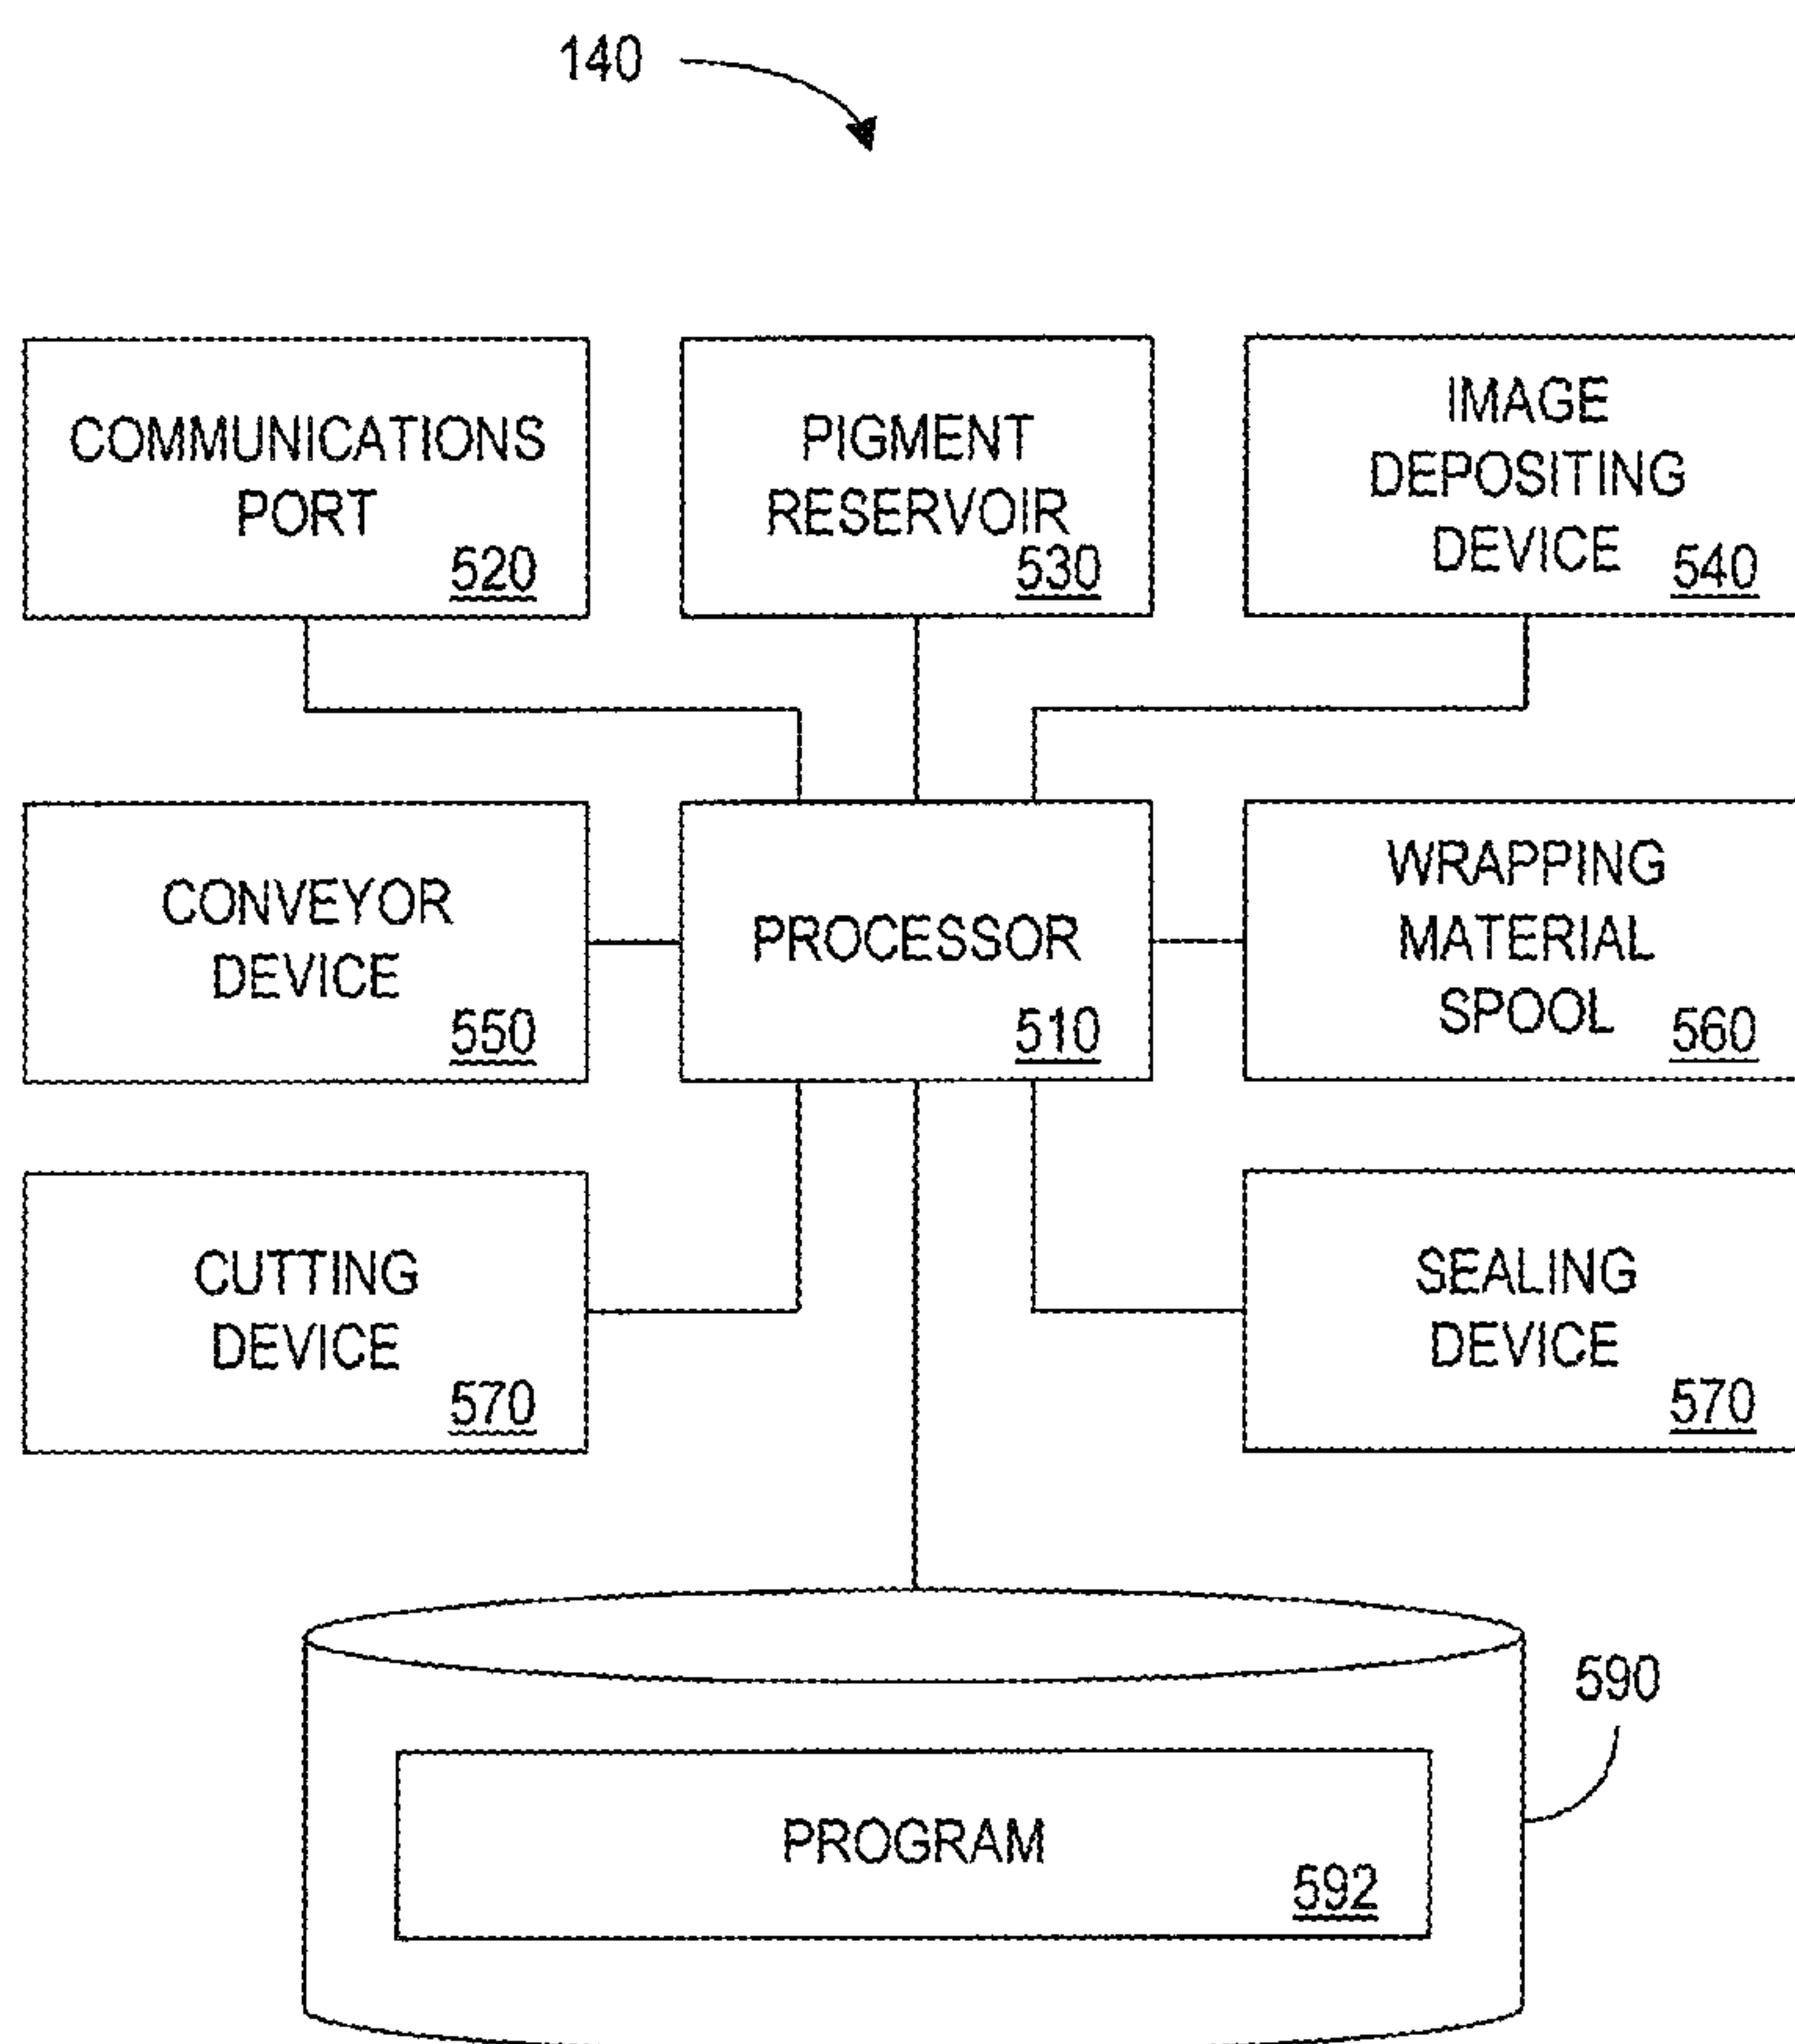 140
COMMUNICATIONS
PORT
520
PIGMENT
RESERVOIR
530
IMAGE
DEPOSITING
DEVICE
540
CONVEYOR
DEVICE
550
PROCESSOR
510
WRAPPING
MATERIAL
SPOOL
560
CUTTING
DEVICE
570
SEALING
DEVICE
570
590
PROGRAM
592